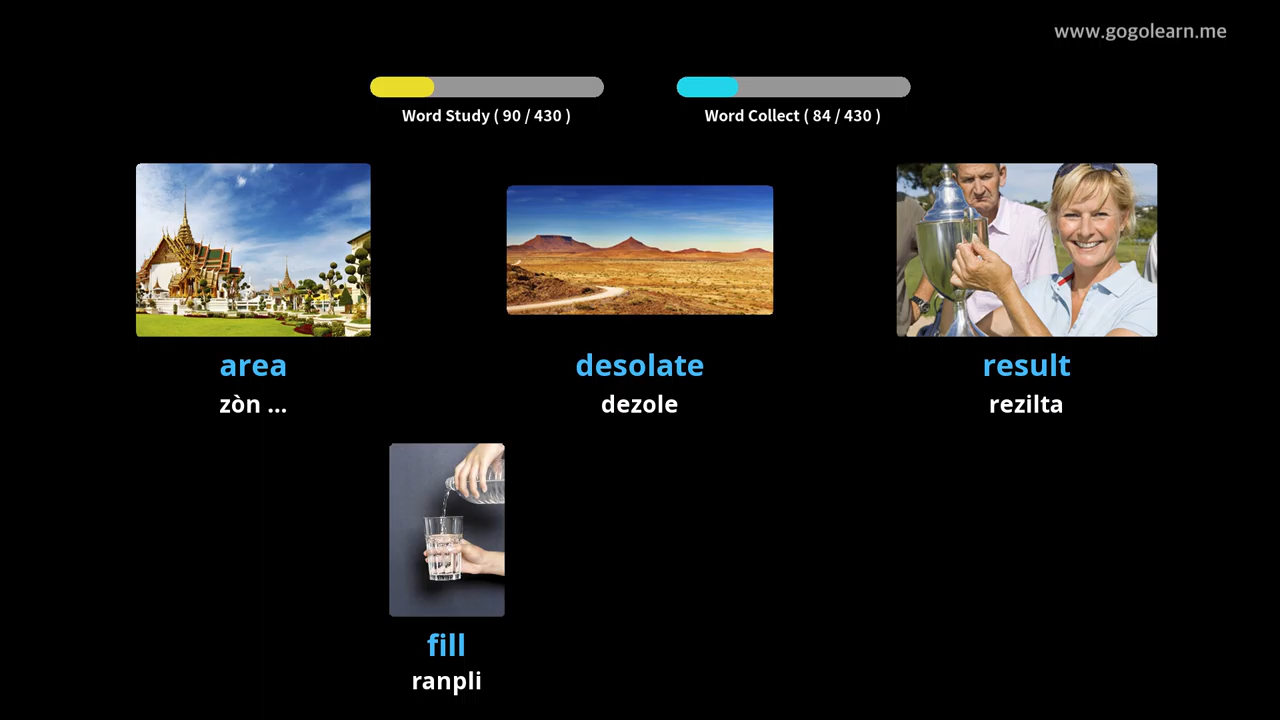 www.gogolearn.me
Word Study ( 90 / 430 )
Word Collect ( 84 / 430 )
area
zòn ...
desolate
dezole
result
rezilta
fill
ranpli